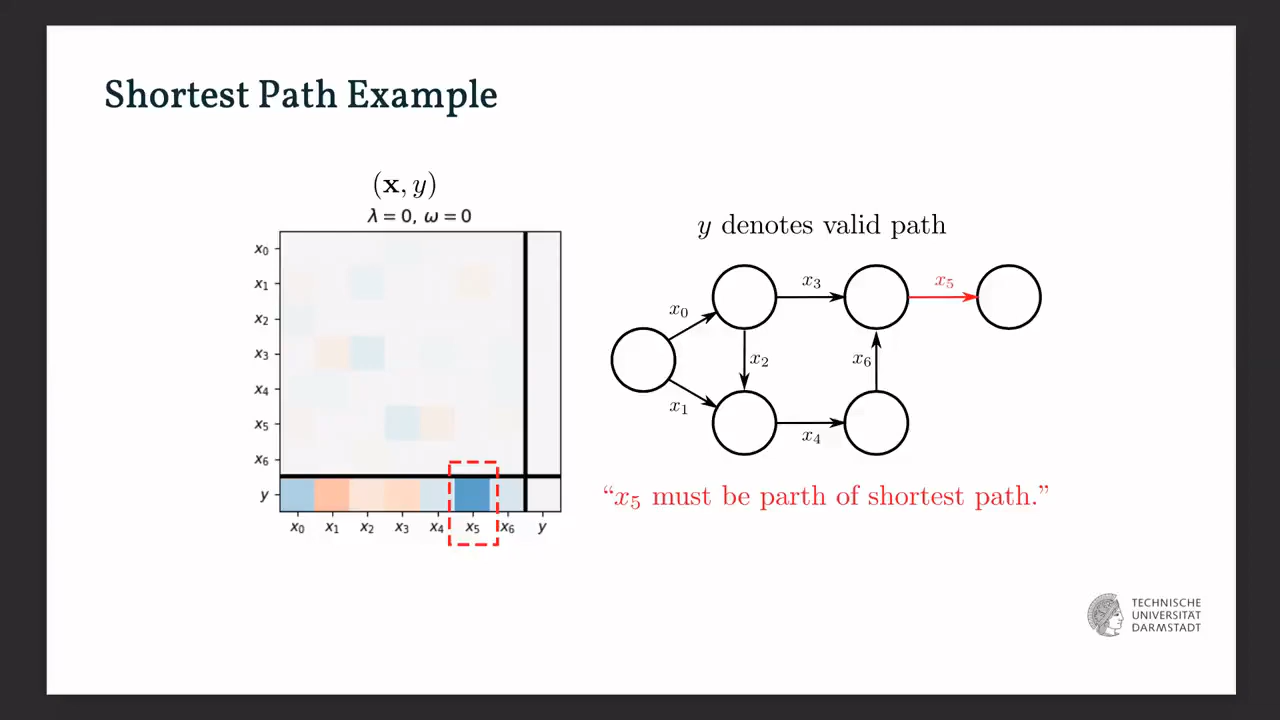 Shortest Path Example
(x, y)
λ = 0, ω = 0
x₀
x₁
x₂
x₃
x₄
x₅
x₆
y
x₀ x₁ x₂ x₃ x₄ x₅ x₆ y
y denotes valid path
x₃
x₅
x₀
x₂
x₆
x₁
x₄
“x₅ must be parth of shortest path.”
TECHNISCHE
UNIVERSITÄT
DARMSTADT